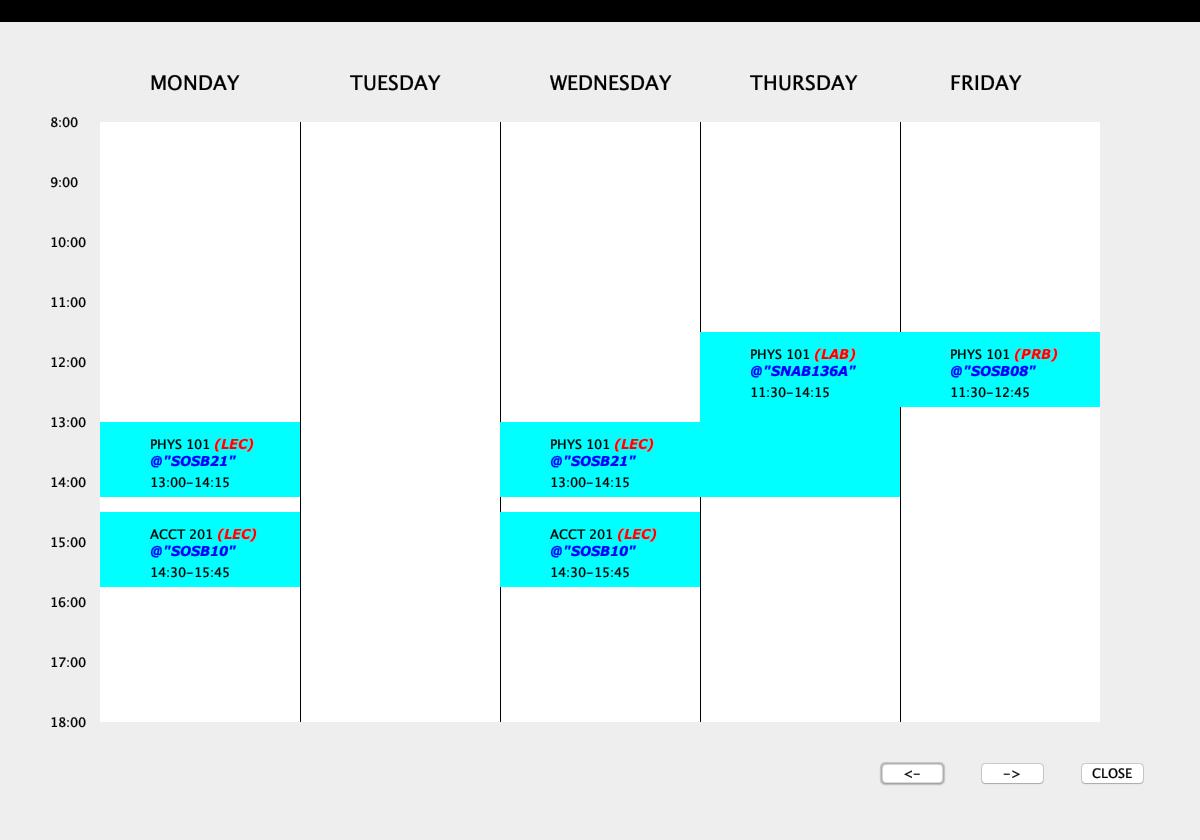 MONDAY TUESDAY WEDNESDAY THURSDAY FRIDAY
8:00
9:00
10:00
11:00
12:00
13:00
14:00
15:00
16:00
17:00
18:00
PHYS 101 (LEC)
@"SOSB21"
13:00-14:15
ACCT 201 (LEC)
@"SOSB10"
14:30-15:45
PHYS 101 (LEC)
@"SOSB21"
13:00-14:15
ACCT 201 (LEC)
@"SOSB10"
14:30-15:45
PHYS 101 (LAB)
@"SNAB136A"
11:30-14:15
PHYS 101 (PRB)
@"SOSB08"
11:30-12:45
<- -> CLOSE